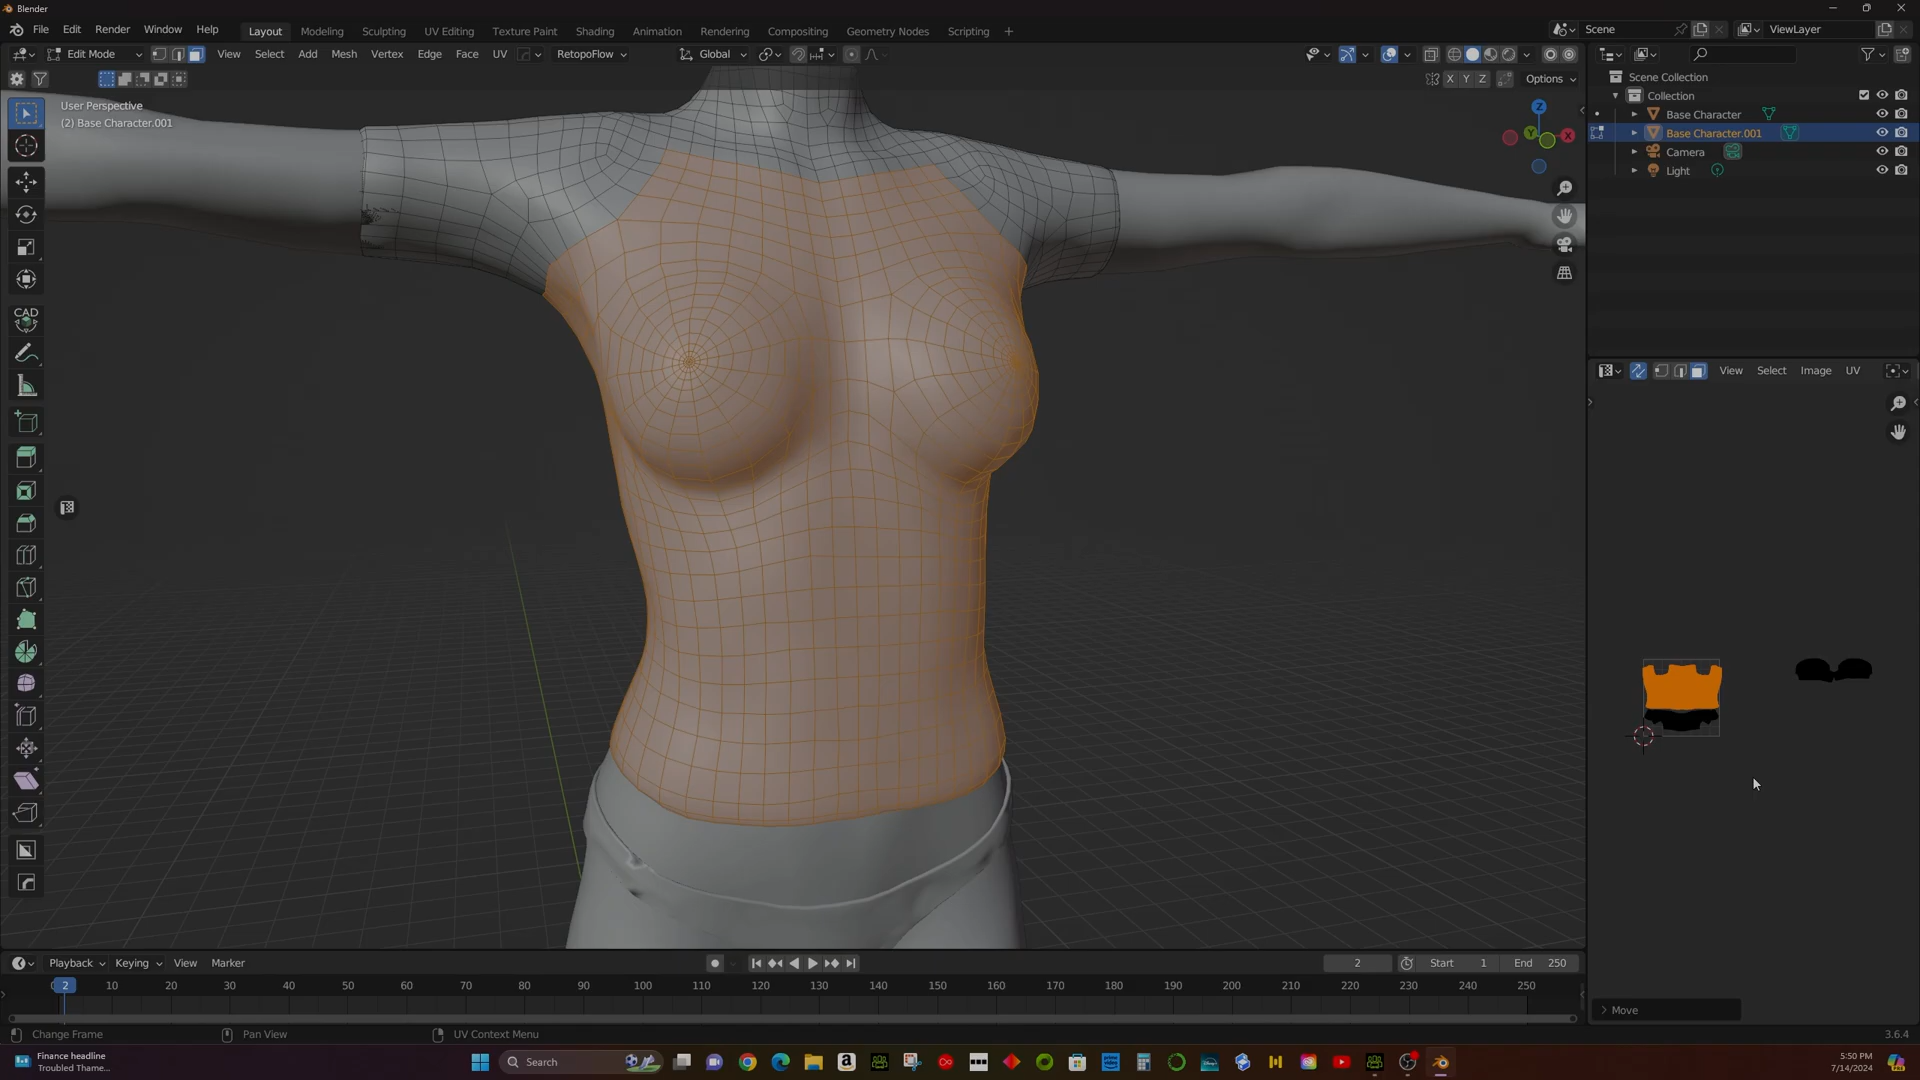 Blender
File Edit Render Window Help
Layout Modeling Sculpting UV Editing Texture Paint Shading Animation Rendering Compositing Geometry Nodes Scripting +
Scene
ViewLayer
Edit Mode View Select Add Mesh Vertex Edge Face UV RetopoFlow Global
X Y Z Options
User Perspective
(2) Base Character.001
Z
Y
X
CAD
Scene Collection
Collection
Base Character
Base Character.001
Camera
Light
View Select Image UV
Move
Playback Keying View Marker
2 Start 1 End 250
2 10 20 30 40 50 60 70 80 90 100 110 120 130 140 150 160 170 180 190 200 210 220 230 240 250
Change Frame Pan View UV Context Menu 3.6.4
Finance headline
Troubled Thame...
Search
5:50 PM
7/14/2024